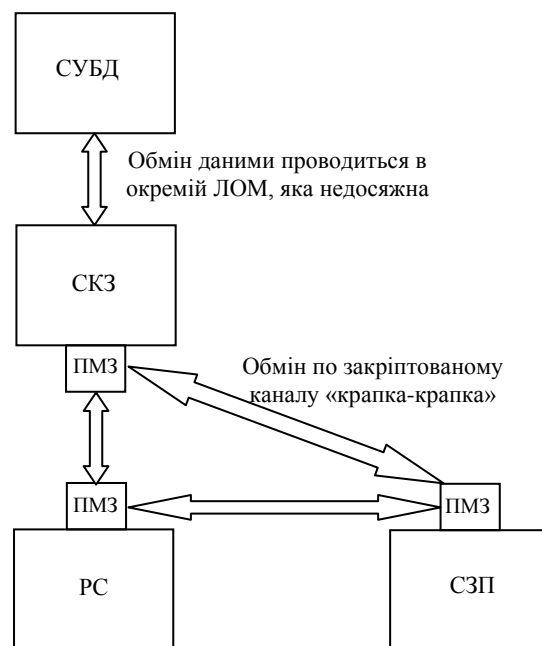 СУБД
Обмін даними проводиться в
окремій ЛОМ, яка недосяжна
СКЗ
ПМЗ
Обмін по закріптованому
каналу «крапка-крапка»
ПМЗ
ПМЗ
РС
СЗП